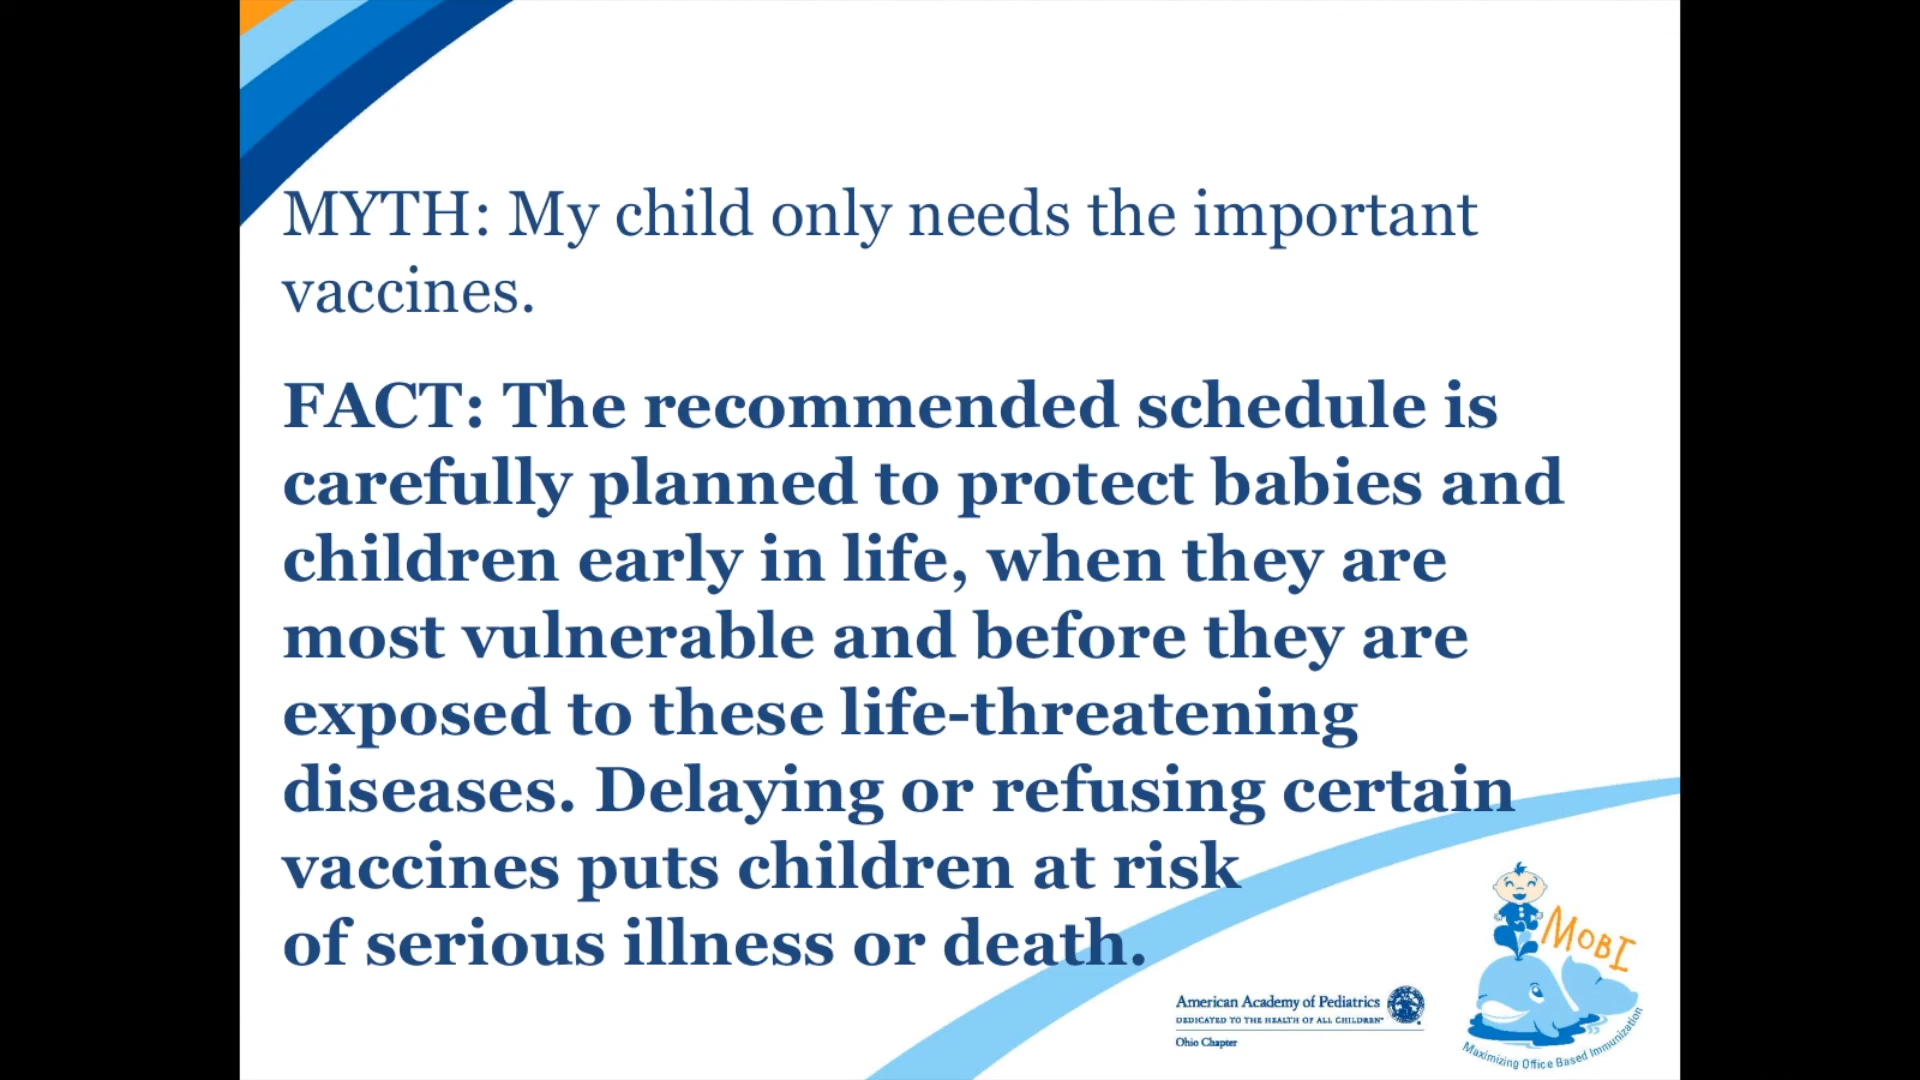 MYTH: My child only needs the important
vaccines.
FACT: The recommended schedule is
carefully planned to protect babies and
children early in life, when they are
most vulnerable and before they are
exposed to these life-threatening
diseases. Delaying or refusing certain
vaccines puts children at risk
of serious illness or death.
American Academy of Pediatrics
DEDICATED TO THE HEALTH OF ALL CHILDREN™
Ohio Chapter
MOBI
Maximizing Office Based Immunization